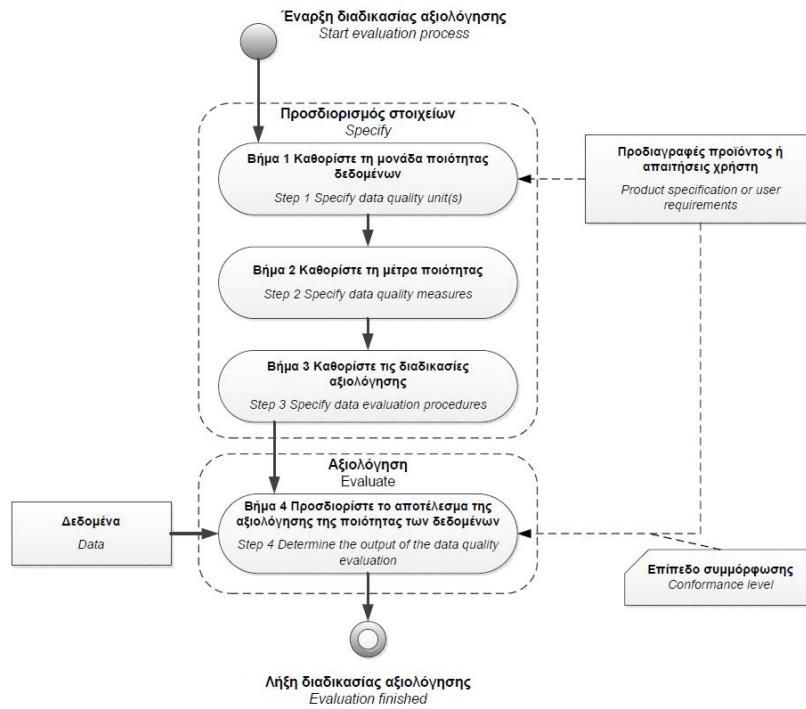 Έναρξη διαδικασίας αξιολόγησης
Start evaluation process
Προσδιορισμός στοιχείων
Specify
Βήμα 1 Καθορίστε τη μονάδα ποιότητας
δεδομένων
Step 1 Specify data quality unit(s)
Προδιαγραφές προϊόντος ή
απαιτήσεις χρήστη
Product specification or user
requirements
Βήμα 2 Καθορίστε τη μέτρα ποιότητας
Step 2 Specify data quality measures
Βήμα 3 Καθορίστε τις διαδικασίες
αξιολόγησης
Step 3 Specify data evaluation procedures
Αξιολόγηση
Evaluate
Βήμα 4 Προσδιορίστε το αποτέλεσμα της
αξιολόγησης της ποιότητας των δεδομένων
Step 4 Determine the output of the data quality
evaluation
Δεδομένα
Data
Επίπεδο συμμόρφωσης
Conformance level
Λήξη διαδικασίας αξιολόγησης
Evaluation finished